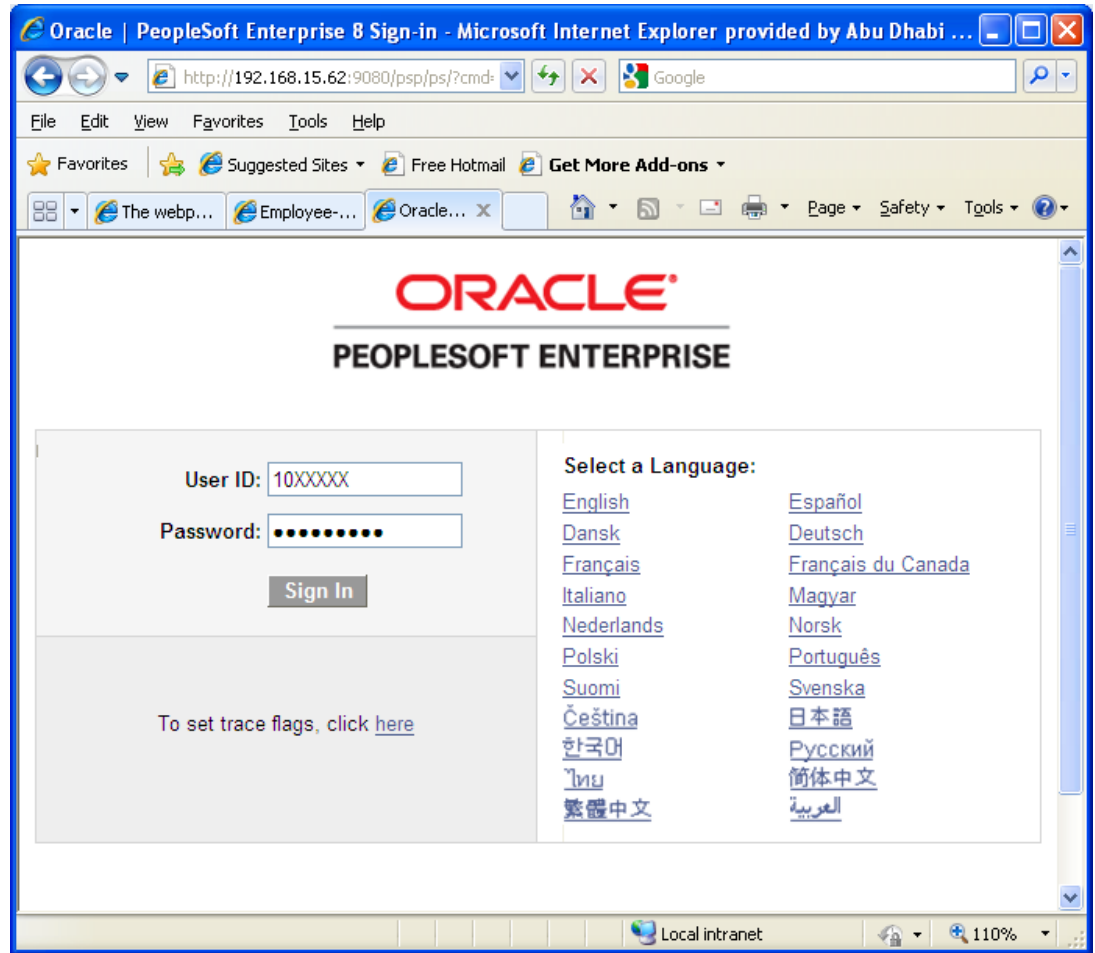 Oracle | PeopleSoft Enterprise 8 Sign-in - Microsoft Internet Explorer provided by Abu Dhabi ...
http://192.168.15.62:9080/psp/ps/?cmd= Google
File Edit View Favorites Tools Help
Favorites Suggested Sites Free Hotmail Get More Add-ons
The webp... Employee-... Oracle... Page Safety Tools
ORACLE
PEOPLESOFT ENTERPRISE
User ID: 10XXXXX
Password: •••••••••
Sign In
To set trace flags, click here
Select a Language:
English Español
Dansk Deutsch
Français Français du Canada
Italiano Magyar
Nederlands Norsk
Polski Português
Suomi Svenska
Čeština 日本語
한국어 Русский
ไทย 简体中文
繁體中文 العربية
Local intranet 110%